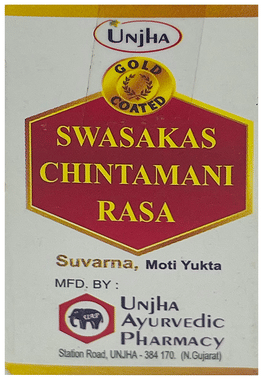 UNJHA
GOLD
COATED
SWASAKAS
CHINTAMANI
RASA
Suvarna, Moti Yukta
MFD. BY :
UNJHA
AYURVEDIC
PHARMACY
Station Road, UNJHA - 384 170. (N.Gujarat)